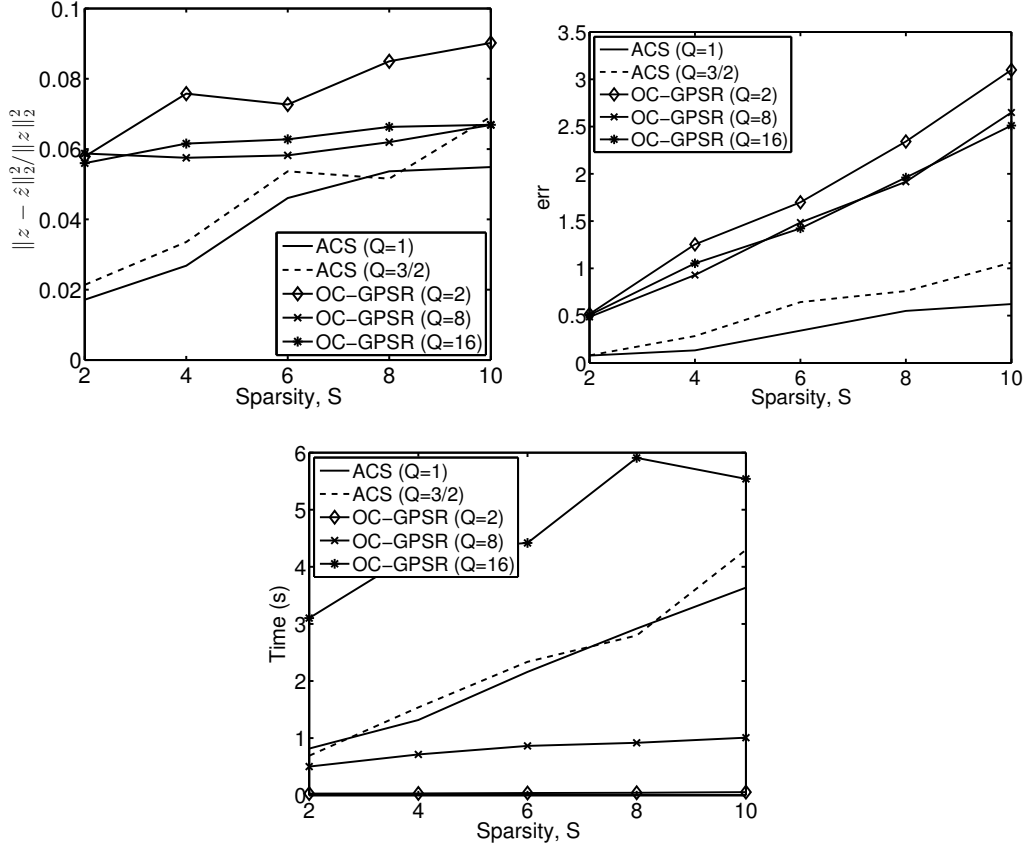 0.1
0.08
0.06
0.04
0.02
0
‖z − ẑ‖₂²/‖z‖₂²
ACS (Q=1)
ACS (Q=3/2)
OC−GPSR (Q=2)
OC−GPSR (Q=8)
OC−GPSR (Q=16)
2 4 6 8 10
Sparsity, S
3.5
3
2.5
2
1.5
1
0.5
0
err
ACS (Q=1)
ACS (Q=3/2)
OC−GPSR (Q=2)
OC−GPSR (Q=8)
OC−GPSR (Q=16)
2 4 6 8 10
Sparsity, S
6
5
4
3
2
1
0
Time (s)
ACS (Q=1)
ACS (Q=3/2)
OC−GPSR (Q=2)
OC−GPSR (Q=8)
OC−GPSR (Q=16)
2 4 6 8 10
Sparsity, S